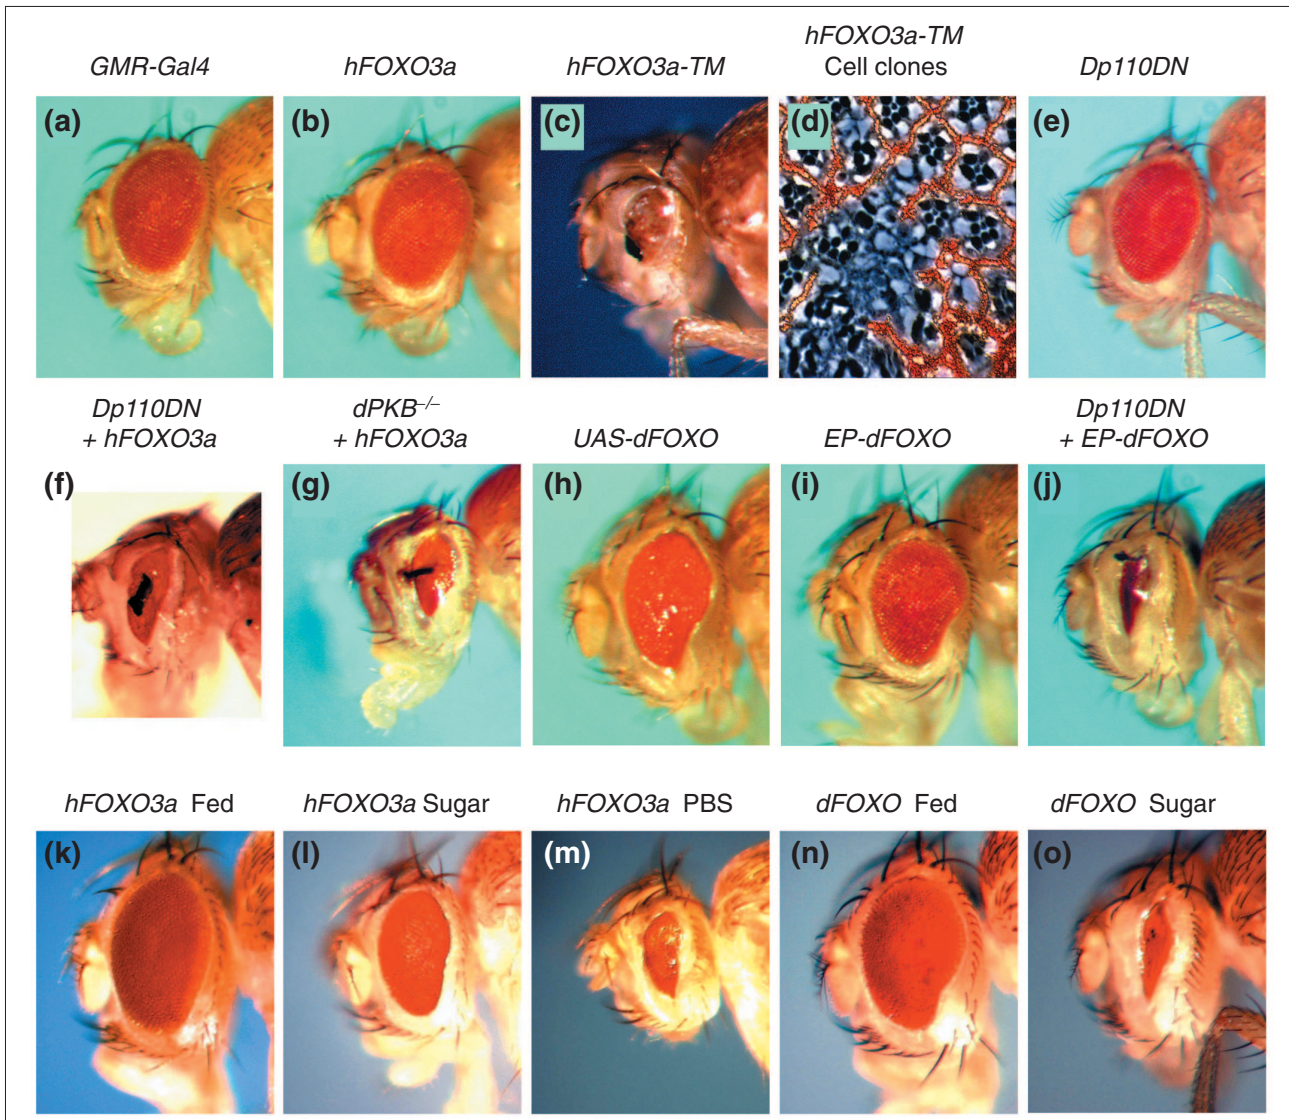 GMR-Gal4
hFOXO3a
hFOXO3a-TM
hFOXO3a-TM
Cell clones
Dp110DN
(a)
(b)
(c)
(d)
(e)
Dp110DN
+ hFOXO3a
dPKB–/–
+ hFOXO3a
UAS-dFOXO
EP-dFOXO
Dp110DN
+ EP-dFOXO
(f)
(g)
(h)
(i)
(j)
hFOXO3a Fed
hFOXO3a Sugar
hFOXO3a PBS
dFOXO Fed
dFOXO Sugar
(k)
(l)
(m)
(n)
(o)